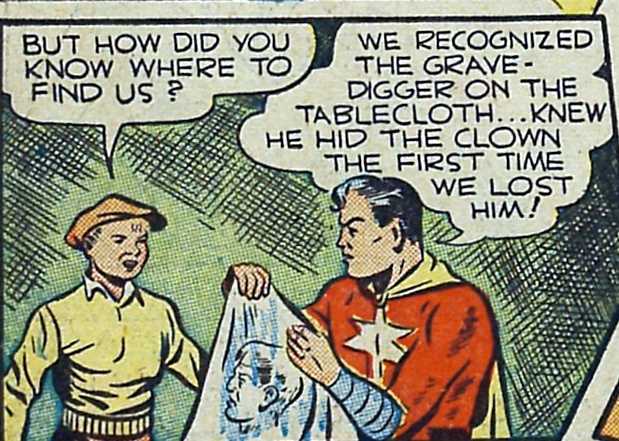 BUT HOW DID YOU
KNOW WHERE TO
FIND US?
WE RECOGNIZED
THE GRAVE-
DIGGER ON THE
TABLECLOTH...KNEW
HE HID THE CLOWN
THE FIRST TIME
WE LOST
HIM!